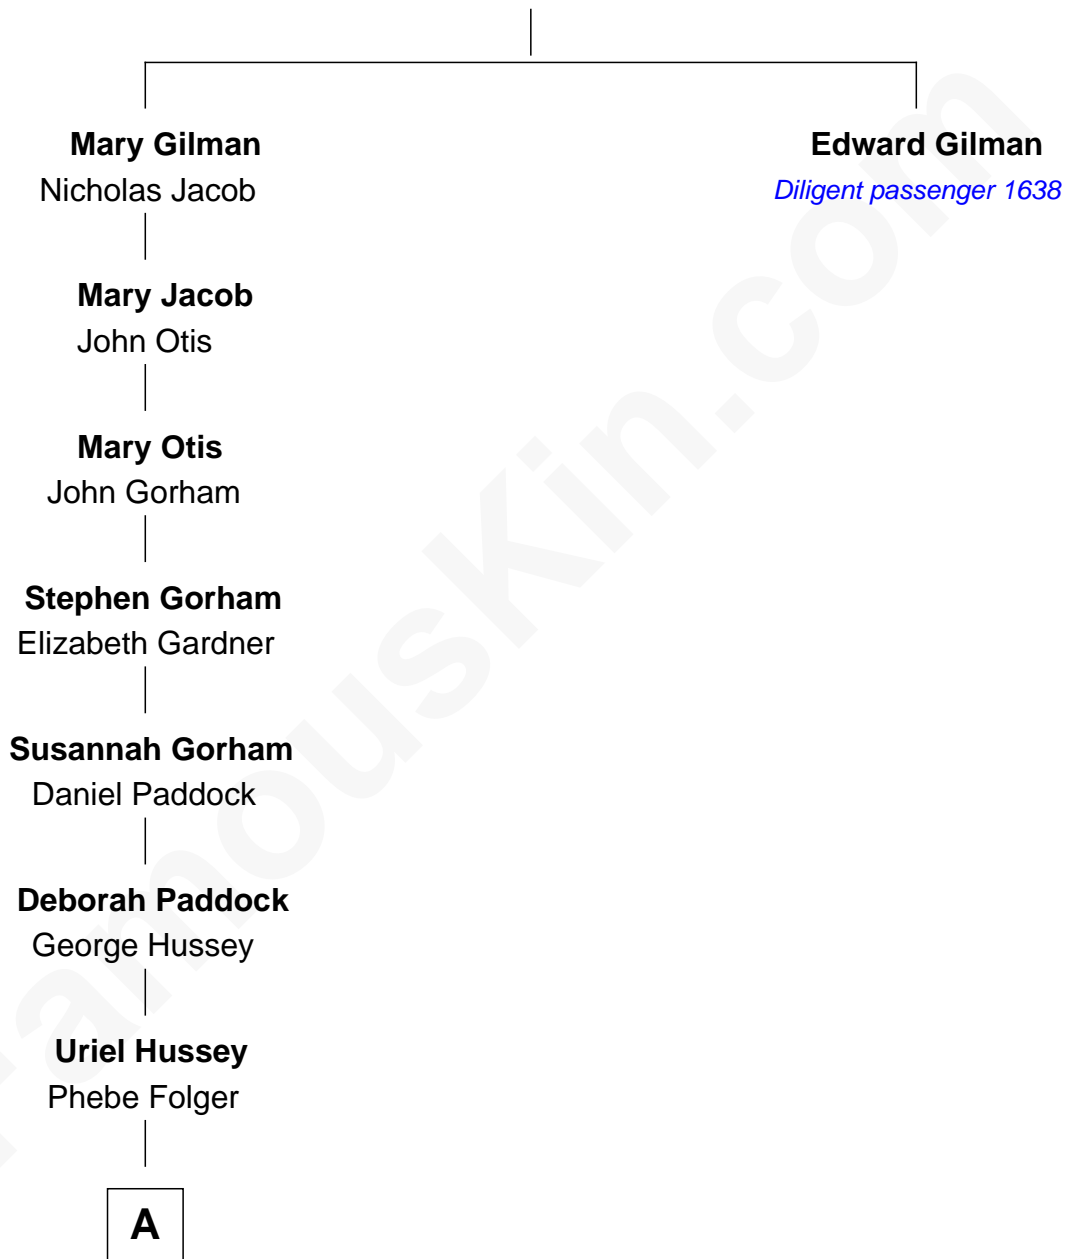 Mary Gilman
Nicholas Jacob
Edward Gilman
Diligent passenger 1638
Mary Jacob
John Otis
Mary Otis
John Gorham
Stephen Gorham
Elizabeth Gardner
Susannah Gorham
Daniel Paddock
Deborah Paddock
George Hussey
Uriel Hussey
Phebe Folger
A
FamousKin.com